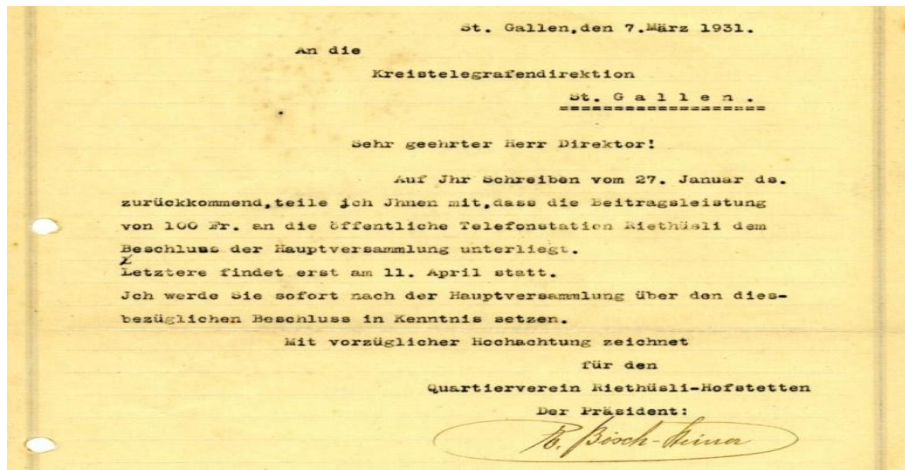 St. Gallen,den 7.März 1931.
An die
Kreistelegrafendirektion
St. G a l l e n .
Sehr geehrter Herr Direktor!
Auf Jhr Schreiben vom 27. Januar ds.
zurückkommend,teile jch Jhnen mit,dass die Beitragsleistung
von 100 Fr. an die öffentliche Telefonstation Riethüsli dem
Beschluss der Hauptversammlung unterliegt.
Letztere findet erst am 11. April statt.
Jch werde Sie sofort nach der Hauptversammlung über den dies-
bezüglichen Beschluss in Kenntnis setzen.
Mit vorzüglicher Hochachtung zeichnet
für den
Quartierverein Riethüsli-Hofstetten
Der Präsident:
Bösch-